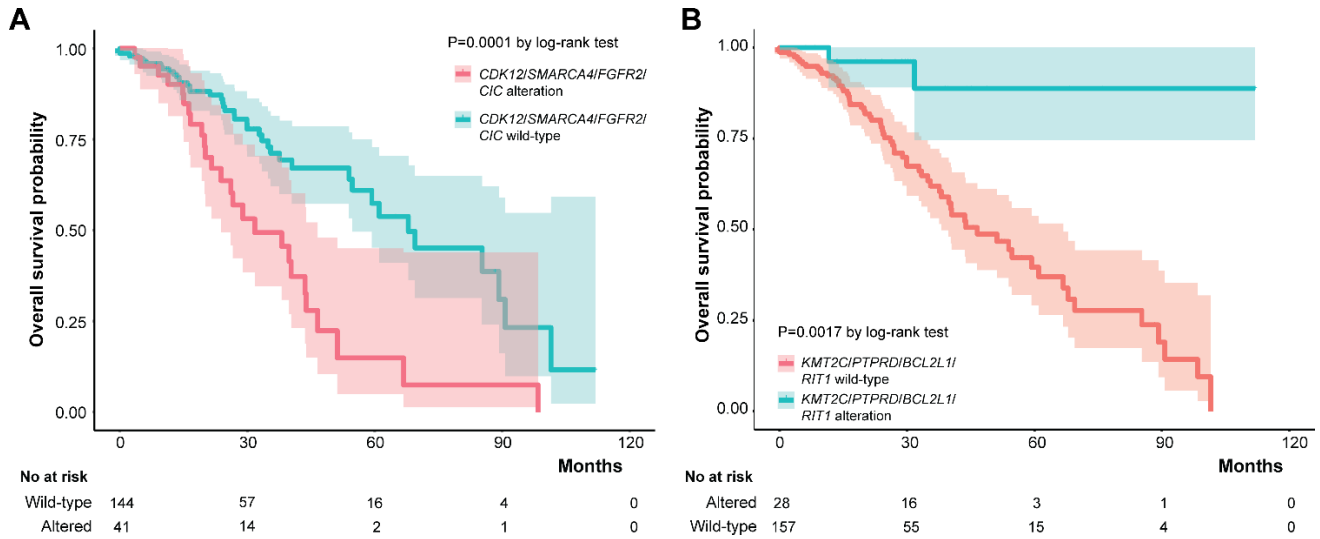 A
Overall survival probability
1.00
0.75
0.50
0.25
0.00
P=0.0001 by log-rank test
CDK12/SMARCA4/FGFR2/
CIC alteration
CDK12/SMARCA4/FGFR2/
CIC wild-type
0 30 60 90 120
Months
No at risk
Wild-type 144 57 16 4 0
Altered 41 14 2 1 0
B
Overall survival probability
1.00
0.75
0.50
0.25
0.00
P=0.0017 by log-rank test
KMT2C/PTPRD/BCL2L1/
RIT1 wild-type
KMT2C/PTPRD/BCL2L1/
RIT1 alteration
0 30 60 90 120
Months
No at risk
Altered 28 16 3 1 0
Wild-type 157 55 15 4 0